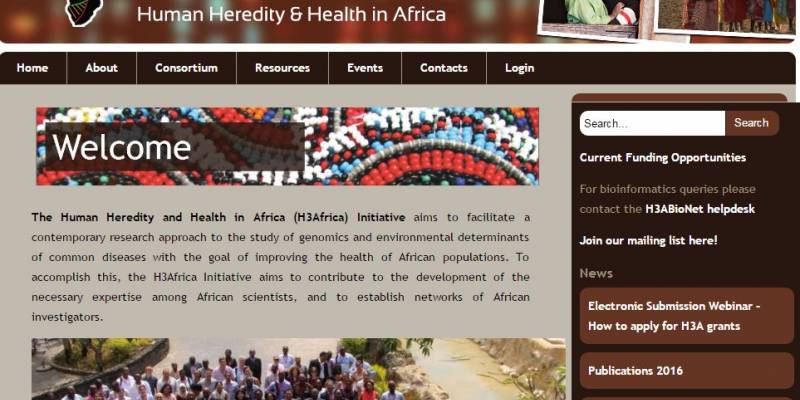 Human Heredity & Health in Africa
Home About Consortium Resources Events Contacts Login
Welcome
The Human Heredity and Health in Africa (H3Africa) Initiative aims to facilitate a
contemporary research approach to the study of genomics and environmental determinants
of common diseases with the goal of improving the health of African populations. To
accomplish this, the H3Africa Initiative aims to contribute to the development of the
necessary expertise among African scientists, and to establish networks of African
investigators.
Search... Search
Current Funding Opportunities
For bioinformatics queries please
contact the H3ABioNet helpdesk
Join our mailing list here!
News
Electronic Submission Webinar -
How to apply for H3A grants
Publications 2016